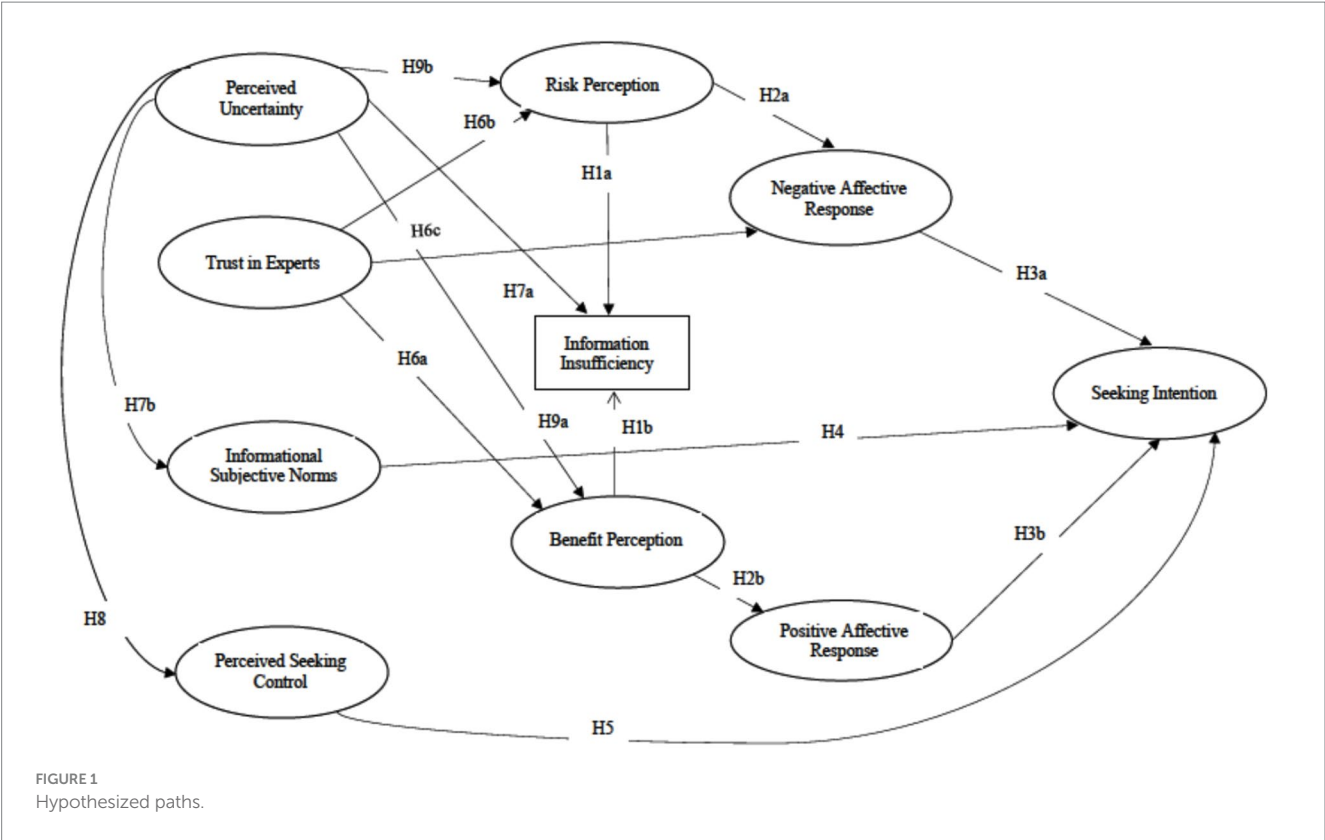 H9b
Perceived
Uncertainty
Risk Perception
H2a
H6b
H1a
Negative Affective
Response
H6c
Trust in Experts
H3a
H7a
Information
Insufficiency
H6a
Seeking Intention
H7b
H9a
H1b
H4
Informational
Subjective Norms
Benefit Perception
H3b
H2b
H8
Positive Affective
Response
Perceived Seeking
Control
H5
FIGURE 1
Hypothesized paths.